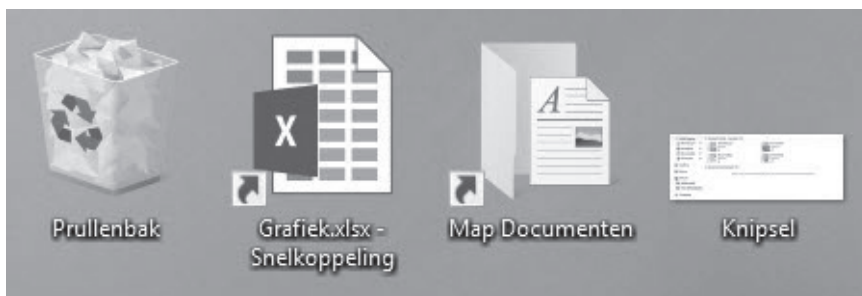 Prullenbak
Grafiek.xlsx -
Snelkoppeling
Map Documenten
Knipsel
X
A